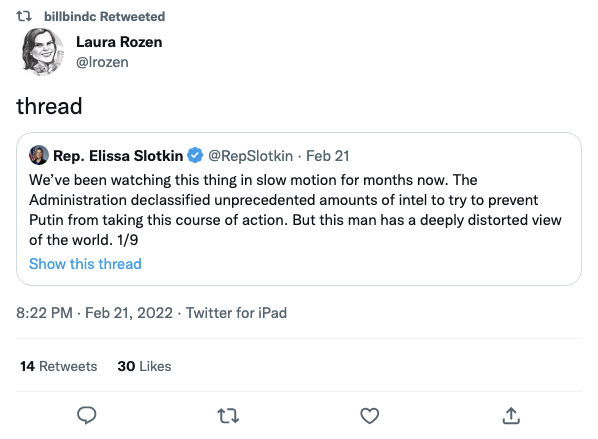 billbindc Retweeted
Laura Rozen
@lrozen
thread
Rep. Elissa Slotkin @RepSlotkin · Feb 21
We’ve been watching this thing in slow motion for months now. The
Administration declassified unprecedented amounts of intel to try to prevent
Putin from taking this course of action. But this man has a deeply distorted view
of the world. 1/9
Show this thread
8:22 PM · Feb 21, 2022 · Twitter for iPad
14 Retweets 30 Likes